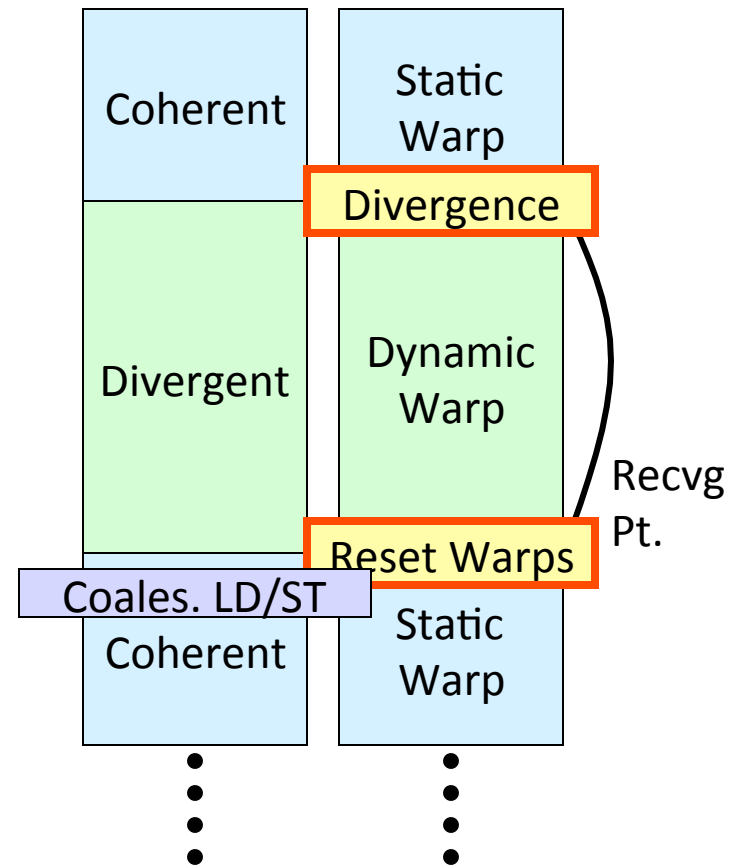 Coherent
Static
Warp
Divergence
Divergent
Dynamic
Warp
Recvg
Pt.
Reset Warps
Coales. LD/ST
Coherent
Static
Warp